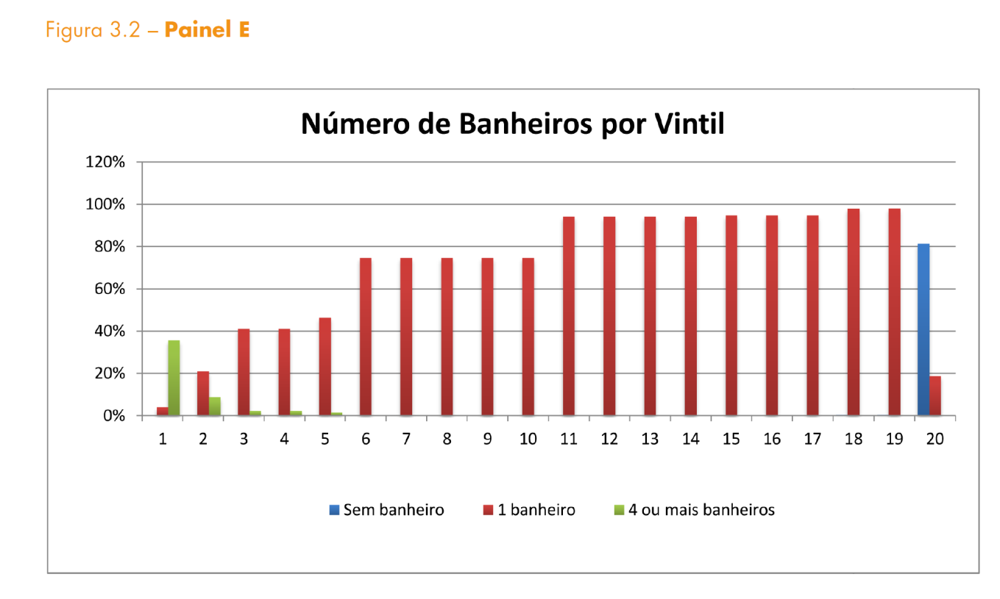 Figura 3.2 – Painel E
Número de Banheiros por Vintil
120%
100%
80%
60%
40%
20%
0%
1 2 3 4 5 6 7 8 9 10 11 12 13 14 15 16 17 18 19 20
Sem banheiro 1 banheiro 4 ou mais banheiros